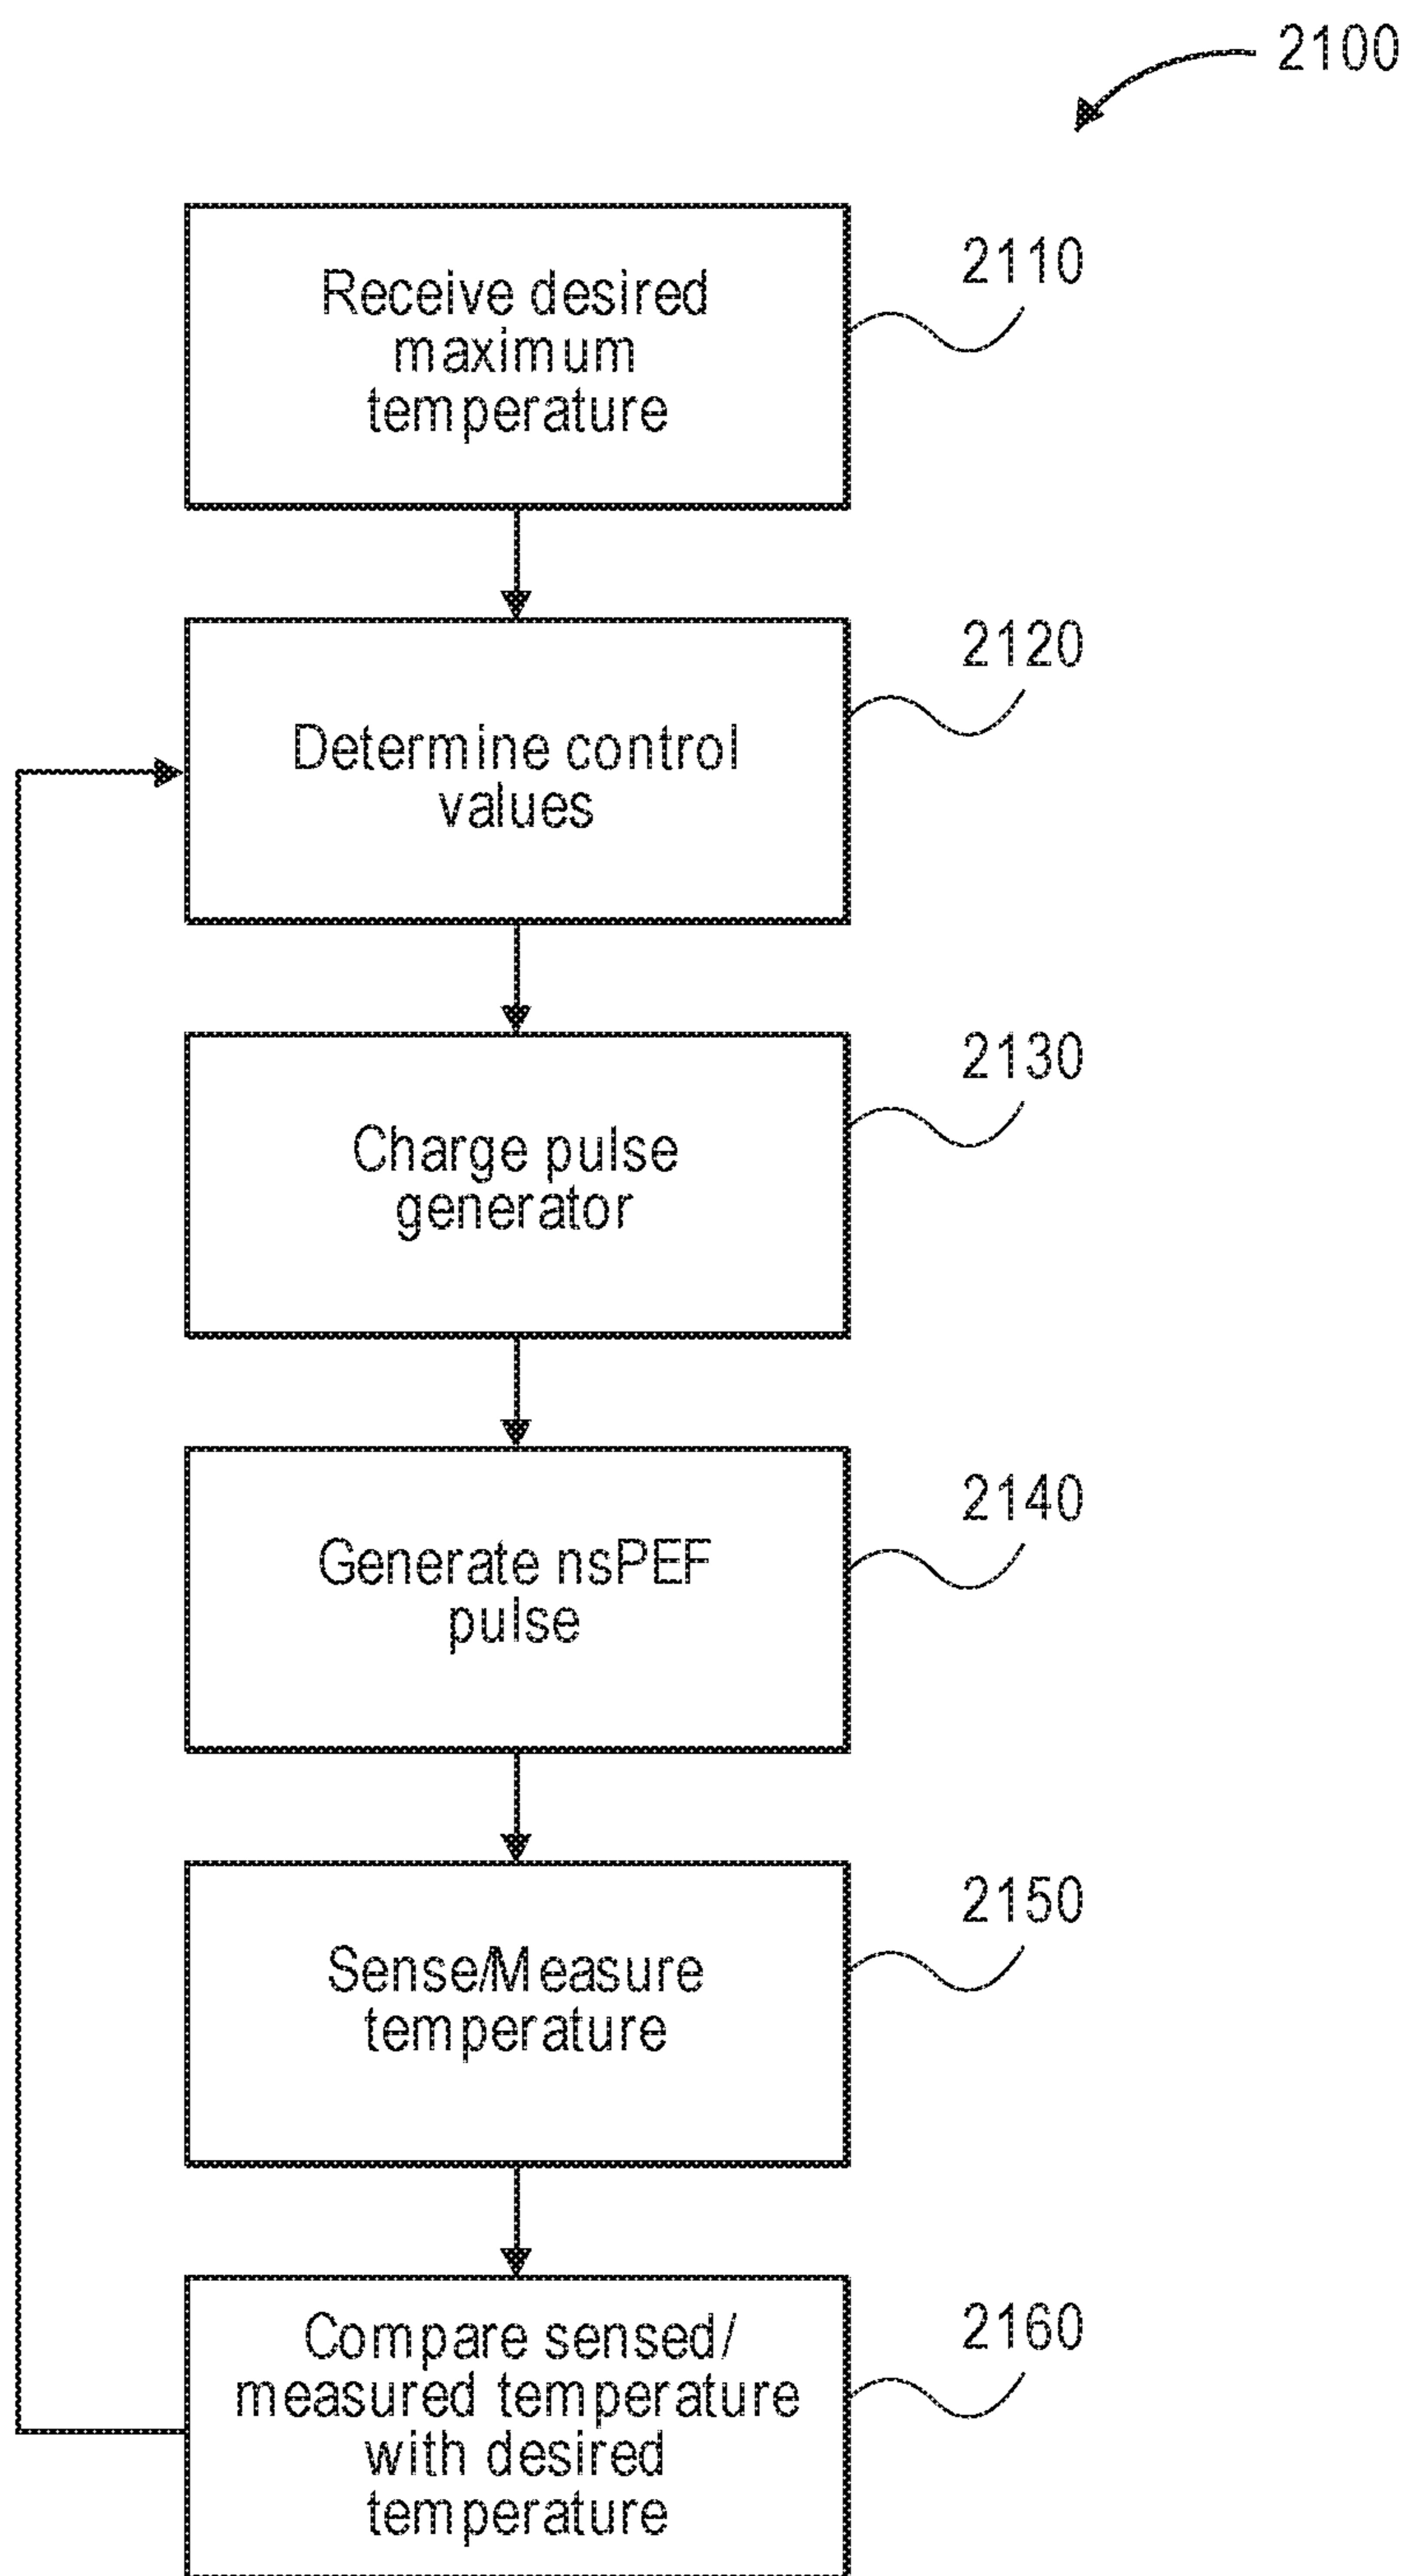 2100
Receive desired
maximum
temperature
2110
Determine control
values
2120
Charge pulse
generator
2130
Generate nsPEF
pulse
2140
Sense/Measure
temperature
2150
Compare sensed/
measured temperature
with desired
temperature
2160